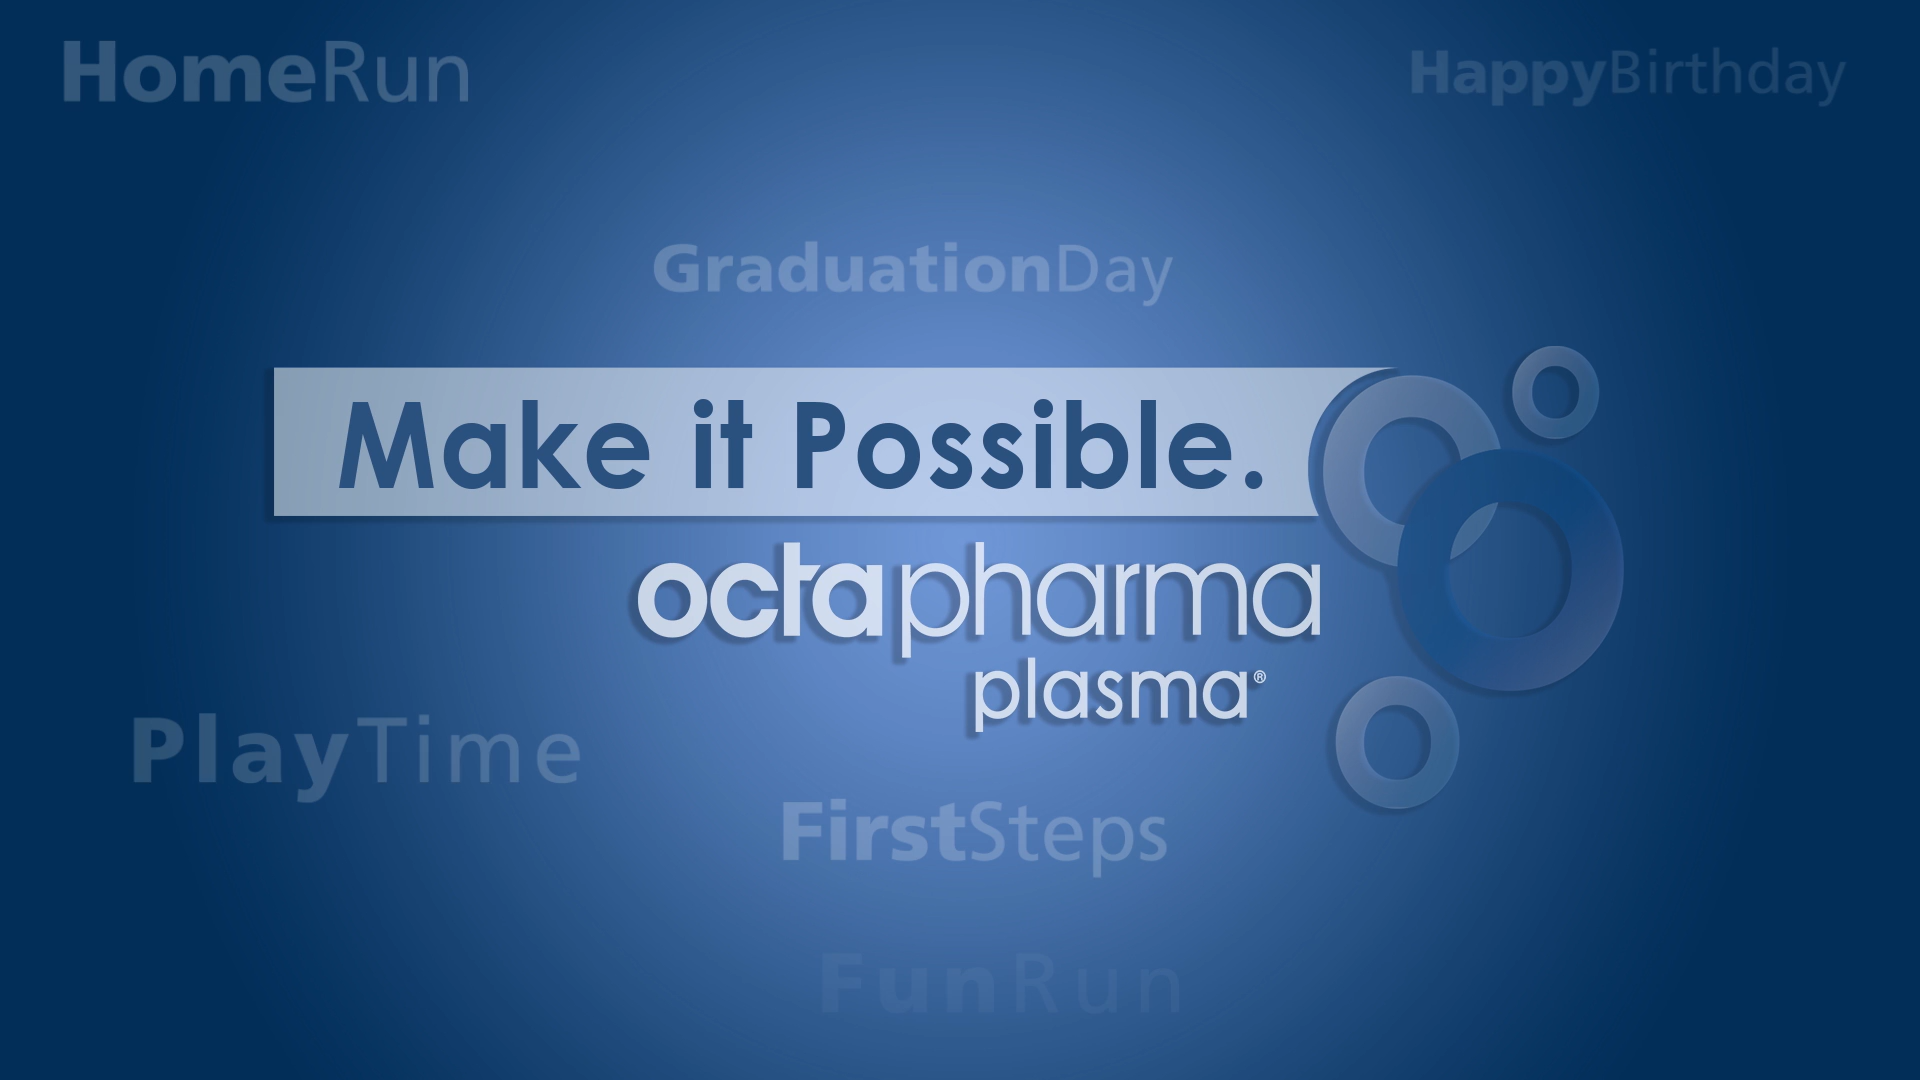 HomeRun
HappyBirthday
GraduationDay
Make it Possible.
octapharma
plasma®
PlayTime
FirstSteps
FunRun